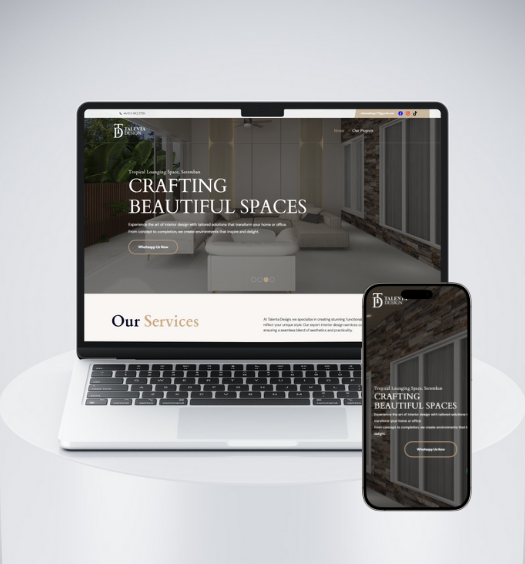 TALENTA
DESIGN
Home
Our Projects
Tropical Lounging Space, Seremban
CRAFTING
BEAUTIFUL SPACES
Experience the art of interior design with tailored solutions that transform your home or office.
From concept to completion, we create environments that inspire and delight.
Whatsapp Us Now
Our Services
At Talenta Design, we specialize in creating stunning, functional
reflect your unique style. Our expert interior design services co
ensuring a seamless blend of aesthetics and practicality.
TALENTA
DESIGN
Tropical Lounging Space, Seremban
CRAFTING
BEAUTIFUL SPACES
Experience the art of interior design with tailored solutions t
transform your home or office.
From concept to completion, we create environments that i
delight.
Whatsapp Us Now